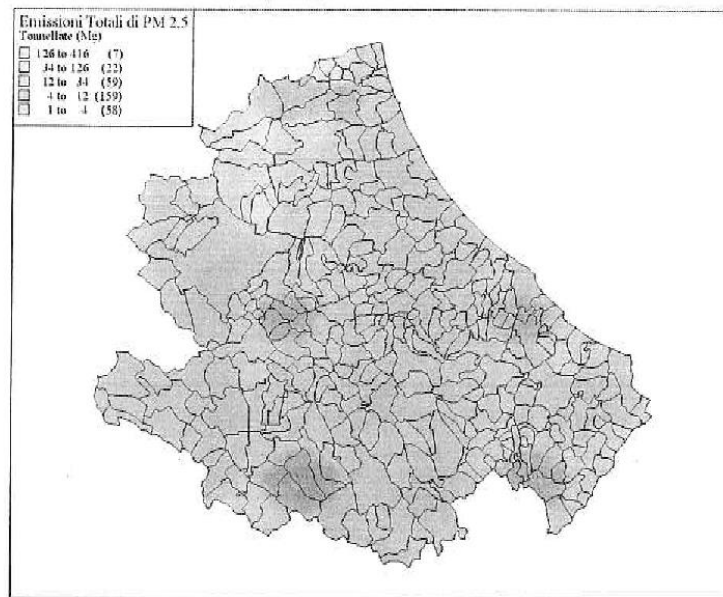 Emissioni Totali di PM 2.5
Tonnellate (Mg)
126 to 416 (7)
34 to 126 (22)
12 to 34 (59)
4 to 12 (159)
1 to 4 (58)